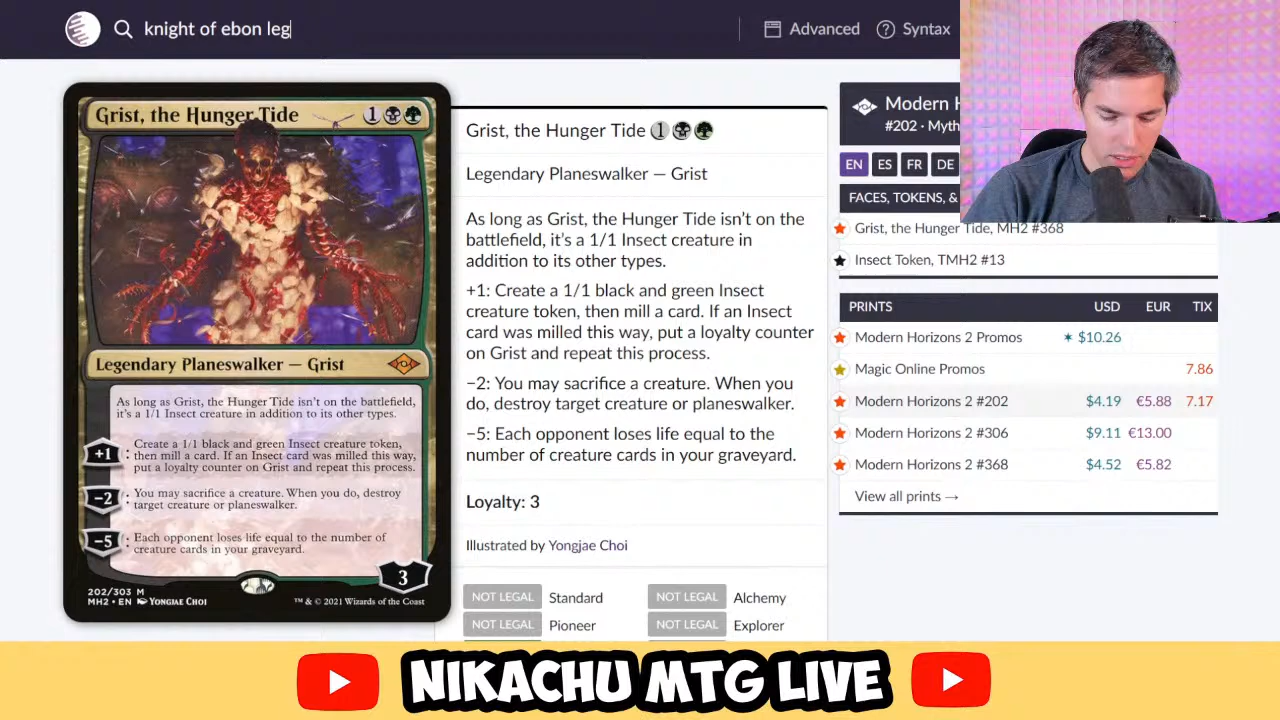 knight of ebon leg
Advanced
Syntax
Grist, the Hunger Tide 1
Legendary Planeswalker — Grist
As long as Grist, the Hunger Tide isn't on the battlefield,
it's a 1/1 Insect creature in addition to its other types.
+1: Create a 1/1 black and green Insect creature token,
then mill a card. If an Insect card was milled this way,
put a loyalty counter on Grist and repeat this process.
-2: You may sacrifice a creature. When you do, destroy
target creature or planeswalker.
-5: Each opponent loses life equal to the number of
creature cards in your graveyard.
3
202/303 M
MH2 • EN YONGJAE CHOI
™ & © 2021 Wizards of the Coast
Grist, the Hunger Tide 1
Legendary Planeswalker — Grist
As long as Grist, the Hunger Tide isn't on the
battlefield, it's a 1/1 Insect creature in
addition to its other types.
+1: Create a 1/1 black and green Insect
creature token, then mill a card. If an Insect
card was milled this way, put a loyalty counter
on Grist and repeat this process.
−2: You may sacrifice a creature. When you
do, destroy target creature or planeswalker.
−5: Each opponent loses life equal to the
number of creature cards in your graveyard.
Loyalty: 3
Illustrated by Yongjae Choi
NOT LEGAL Standard NOT LEGAL Alchemy
NOT LEGAL Pioneer NOT LEGAL Explorer
Modern H
#202 · Myth
EN ES FR DE
FACES, TOKENS, &
Grist, the Hunger Tide, MH2 #368
Insect Token, TMH2 #13
PRINTS USD EUR TIX
Modern Horizons 2 Promos $10.26
Magic Online Promos 7.86
Modern Horizons 2 #202 $4.19 €5.88 7.17
Modern Horizons 2 #306 $9.11 €13.00
Modern Horizons 2 #368 $4.52 €5.82
View all prints →
NIKACHU MTG LIVE